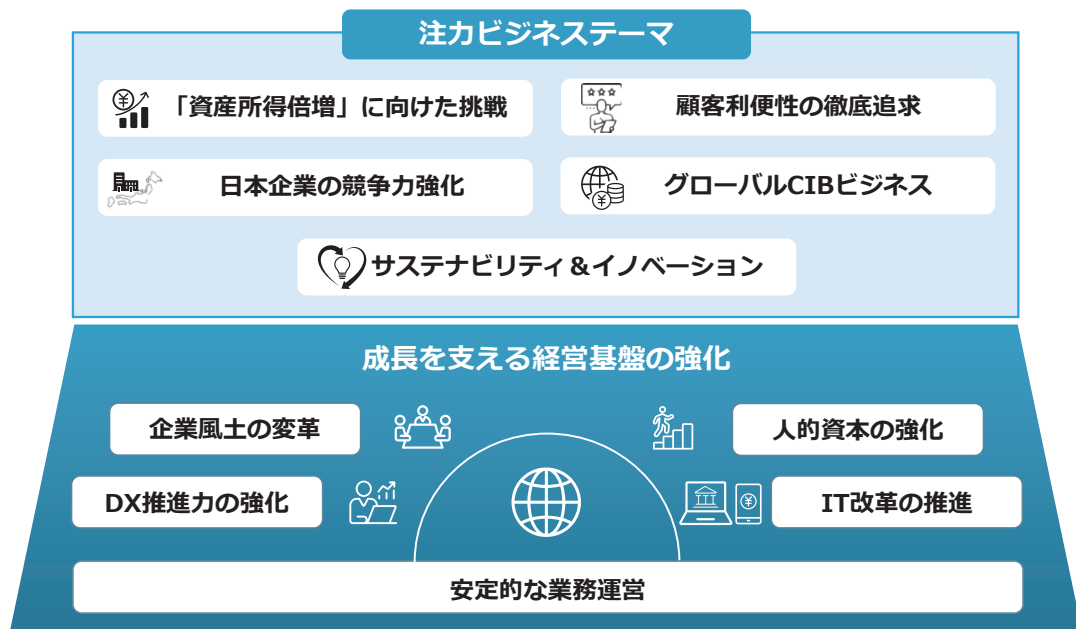 注力ビジネステーマ
「資産所得倍増」に向けた挑戦
顧客利便性の徹底追求
日本企業の競争力強化
グローバルCIBビジネス
サステナビリティ＆イノベーション
成長を支える経営基盤の強化
企業風土の変革
人的資本の強化
DX推進力の強化
IT改革の推進
安定的な業務運営